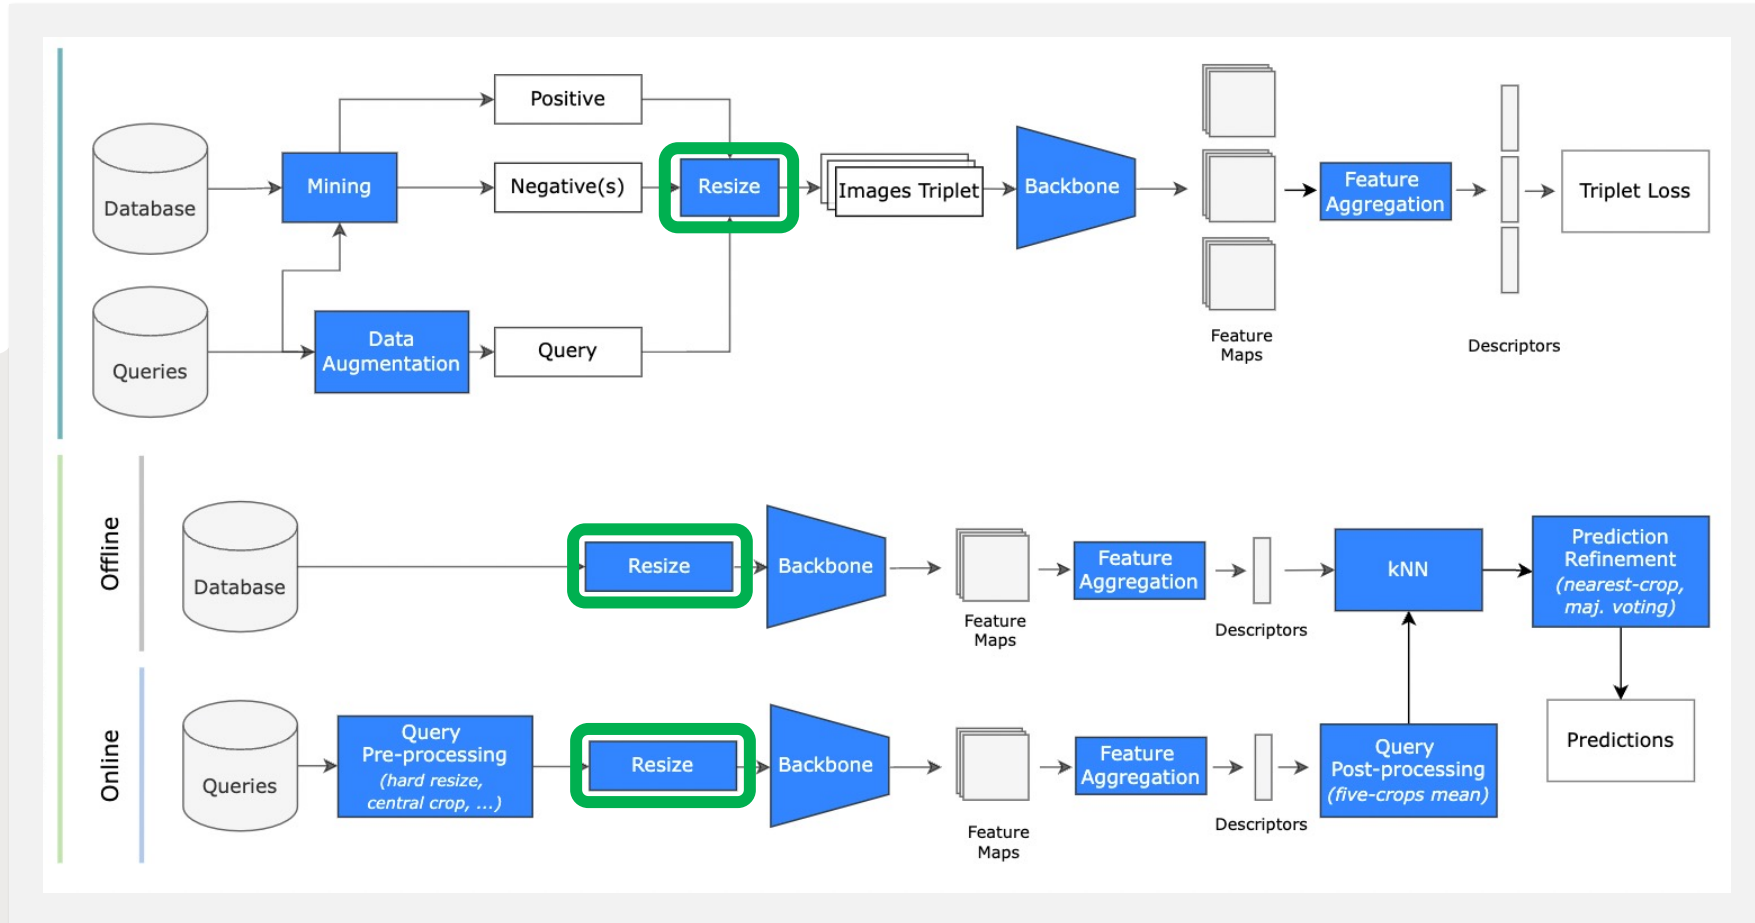 Positive
Database
Mining
Negative(s)
Resize
Images Triplet
Backbone
Feature
Aggregation
Triplet Loss
Queries
Data
Augmentation
Query
Feature
Maps
Descriptors
Offline
Database
Resize
Backbone
Feature
Maps
Feature
Aggregation
Descriptors
kNN
Prediction
Refinement
(nearest-crop,
maj. voting)
Online
Queries
Query
Pre-processing
(hard resize,
central crop, ...)
Resize
Backbone
Feature
Maps
Feature
Aggregation
Descriptors
Query
Post-processing
(five-crops mean)
Predictions